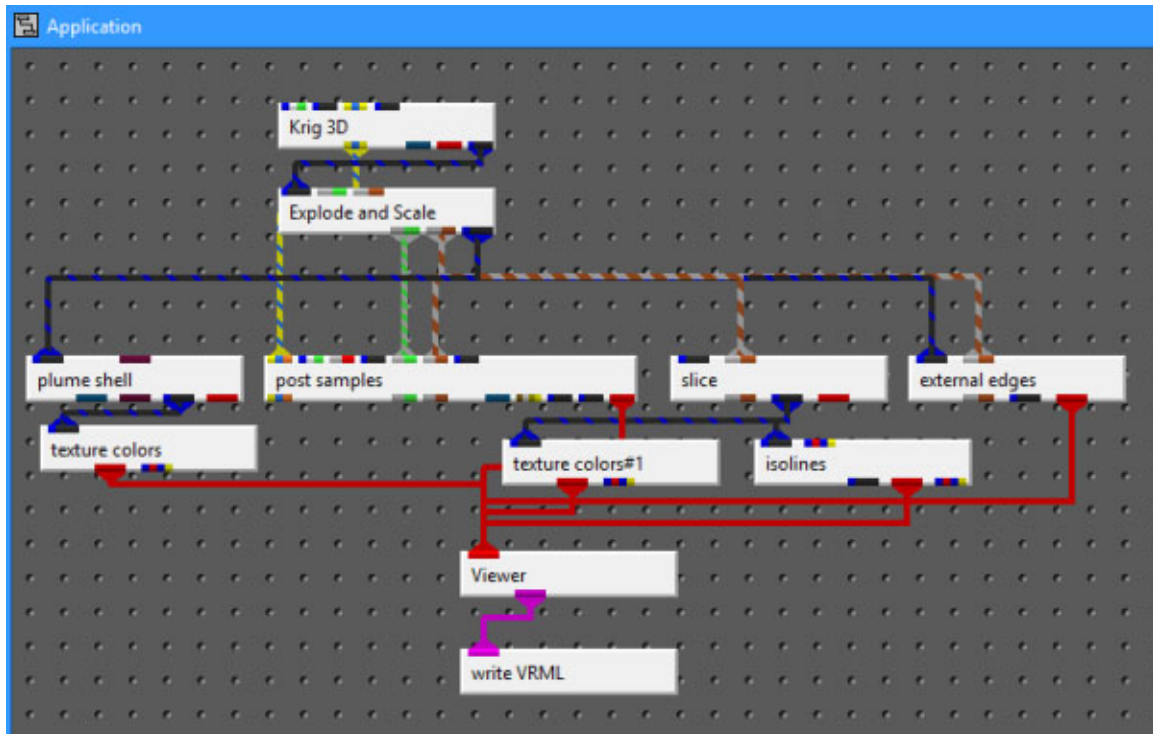 Application
Krig 3D
Explode and Scale
plume shell
post samples
slice
external edges
texture colors
texture colors#1
isolines
Viewer
write VRML